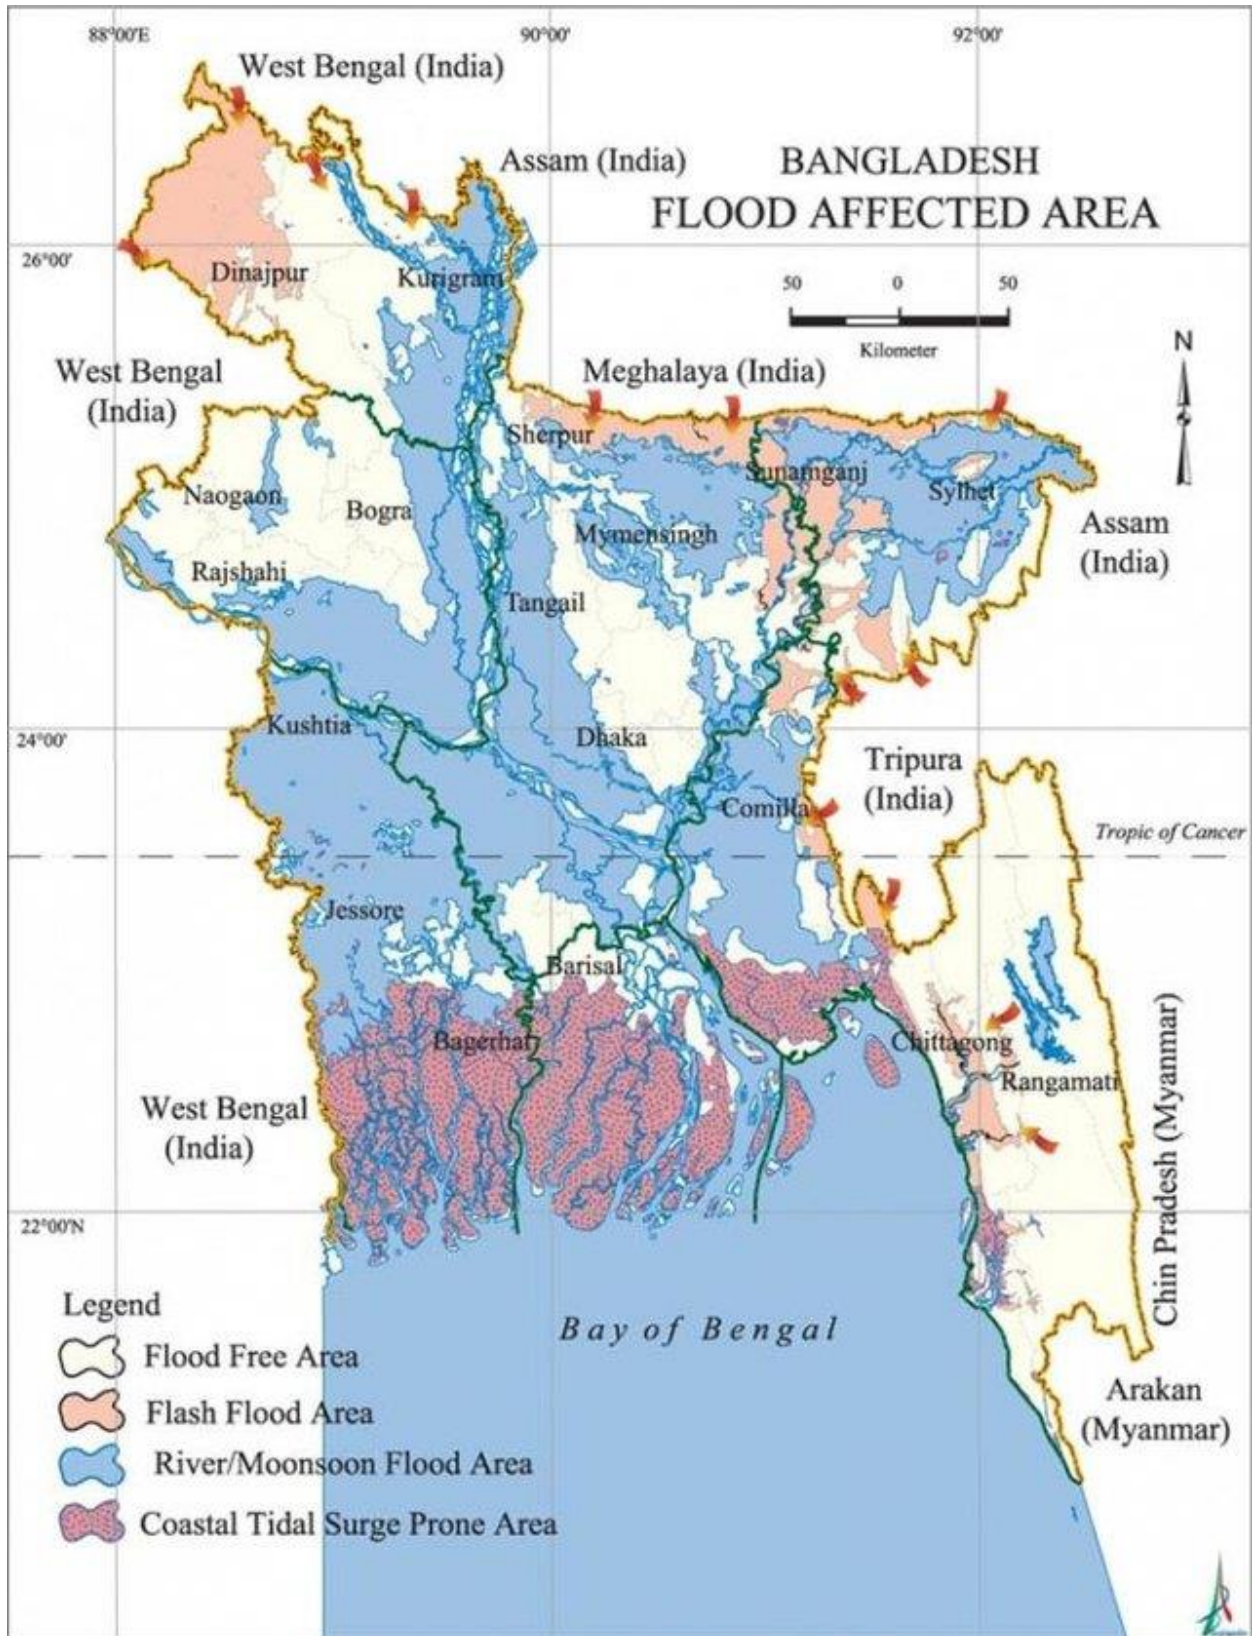 88°00'E
90°00'
92°00'
West Bengal (India)
Assam (India)
BANGLADESH
FLOOD AFFECTED AREA
26°00'
Dinajpur
Kurigram
50 0 50
Kilometer
N
West Bengal
(India)
Meghalaya (India)
Sherpur
Sunamganj
Sylhet
Naogaon
Bogra
Mymensingh
Assam
(India)
Rajshahi
Tangail
Kushtia
24°00'
Dhaka
Tripura
(India)
Comilla
Tropic of Cancer
Jessore
Barisal
Bagerhat
Chittagong
Rangamati
West Bengal
(India)
Chin Pradesh (Myanmar)
22°00'N
Bay of Bengal
Arakan
(Myanmar)
Legend
Flood Free Area
Flash Flood Area
River/Moonsoon Flood Area
Coastal Tidal Surge Prone Area